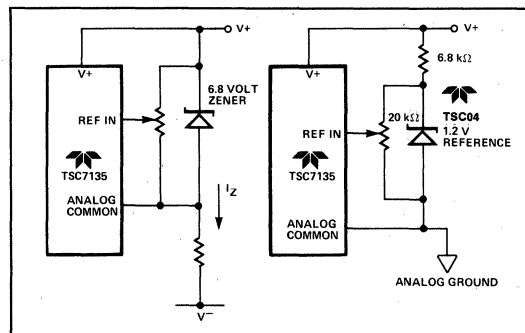 V+
V+
6.8 VOLT
ZENER
REF IN
TSC7135
ANALOG
COMMON
IZ
V−
V+
V+
6.8 kΩ
20 kΩ
TSC04
1.2 V
REFERENCE
REF IN
TSC7135
ANALOG
COMMON
ANALOG GROUND